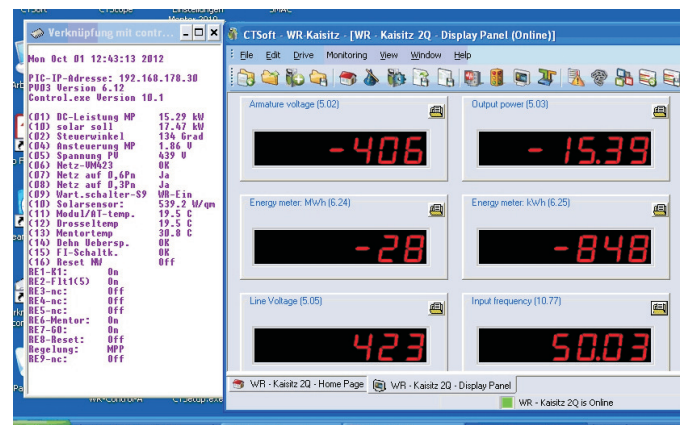 CTSoft
CTScope
Einstellungen
Mentor 2010
SMAC
Verknüpfung mit contr...
Mon Oct 01 12:43:13 2012
PIC-IP-Adresse: 192.168.178.30
PV03 Version 6.12
Control.exe Version 10.1
(01) DC-Leistung MP 15.29 kW
(10) solar soll 17.47 kW
(02) Steuerwinkel 134 Grad
(04) Ansteuerung MP 1.86 V
(05) Spannung PV 439 V
(06) Netz-VM423 OK
(07) Netz auf 0,6Pn Ja
(08) Netz auf 0,3Pn Ja
(09) Wart.schalter-S9 WR-Ein
(10) Solarsensor: 539.2 W/qm
(11) Modul/AT-temp. 19.5 C
(12) Drosseltemp 19.5 C
(13) Mentortemp 30.8 C
(14) Dehn Uebersp. OK
(15) FI-Schaltk. OK
(16) Reset MW Off
RE1-K1: On
RE2-Flt1(5) On
RE3-nc: Off
RE4-nc: Off
RE5-nc: Off
RE6-Mentor: On
RE7-GO: On
RE8-Reset: Off
Regelung: MPP
RE9-nc: Off
CTSoft - WR-Kaisitz - [WR - Kaisitz 2Q - Display Panel (Online)]
File Edit Drive Monitoring View Window Help
Armature voltage (5.02)
Output power (5.03)
-406
-15.39
Energy meter: MWh (6.24)
Energy meter: kWh (6.25)
-28
-848
Line Voltage (5.05)
Input frequency (10.77)
423
50.03
WR - Kaisitz 2Q - Home Page
WR - Kaisitz 2Q - Display Panel
WR - Kaisitz 2Q is Online